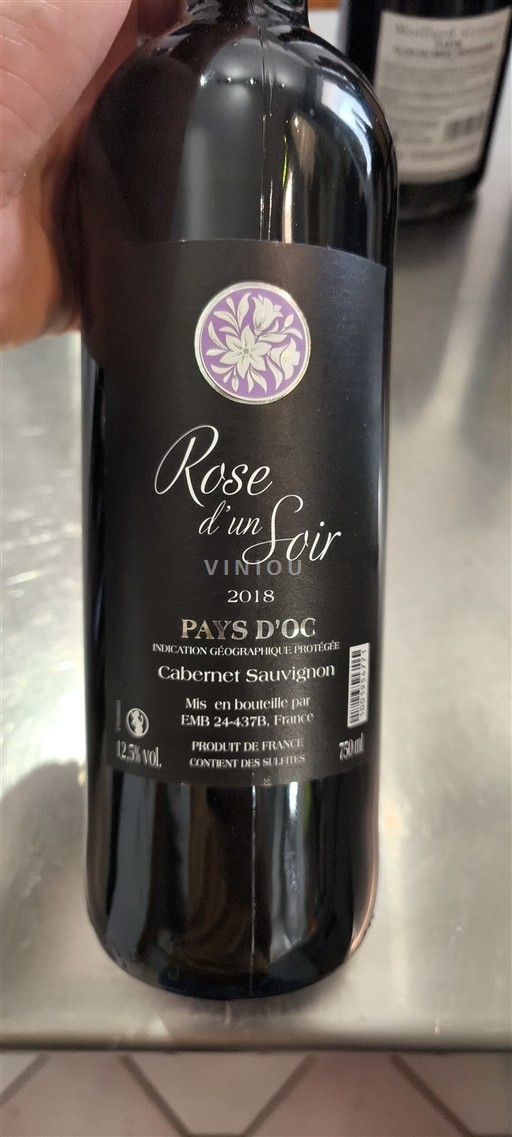 Rose
d'un Soir
VINIOU
2018
PAYS D'OC
INDICATION GÉOGRAPHIQUE PROTÉGÉE
Cabernet Sauvignon
Mis en bouteille par
EMB 24-437B, France
12.5% vol.
PRODUIT DE FRANCE
750 ml
CONTIENT DES SULFITES